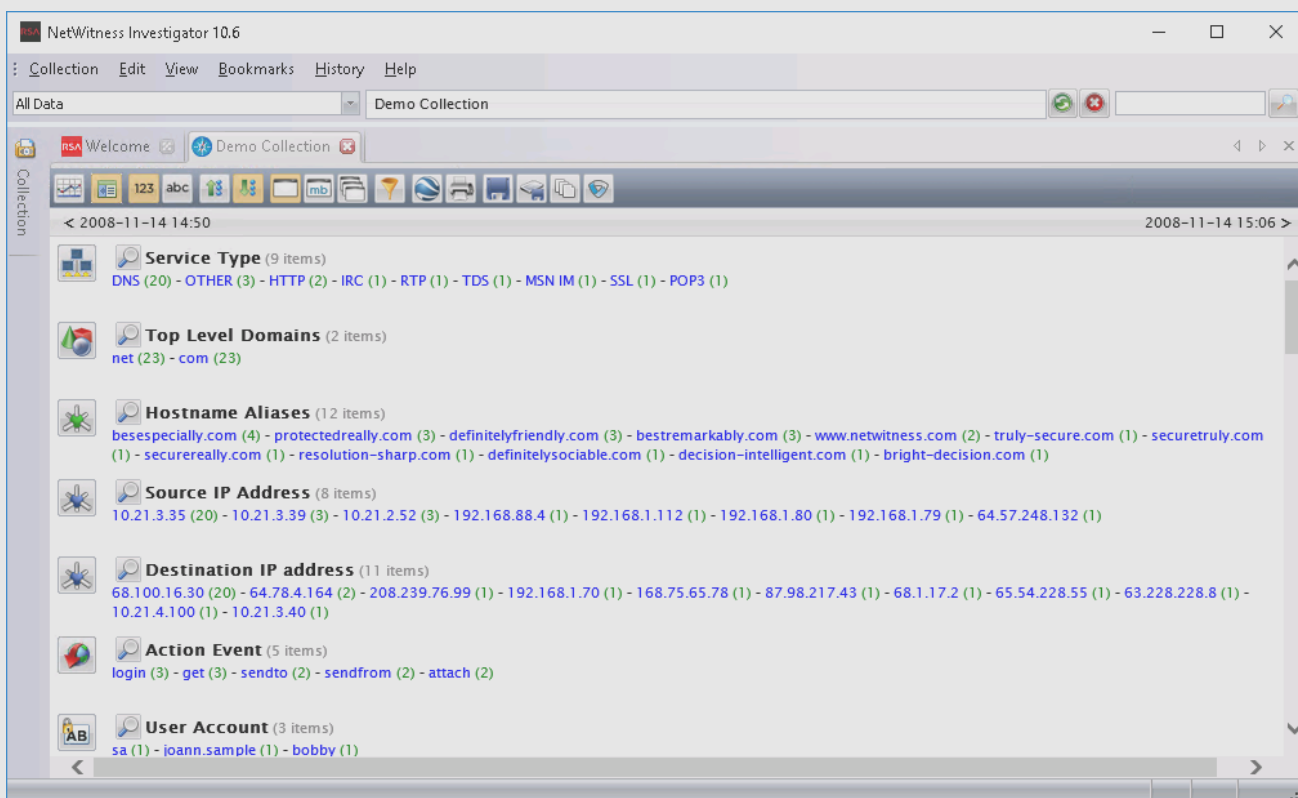 RSA NetWitness Investigator 10.6
Collection Edit View Bookmarks History Help
All Data Demo Collection
RSA Welcome Demo Collection
Collection
123 abc mb
< 2008-11-14 14:50 2008-11-14 15:06 >
Service Type (9 items)
DNS (20) - OTHER (3) - HTTP (2) - IRC (1) - RTP (1) - TDS (1) - MSN IM (1) - SSL (1) - POP3 (1)
Top Level Domains (2 items)
net (23) - com (23)
Hostname Aliases (12 items)
besespecially.com (4) - protectedreally.com (3) - definitelyfriendly.com (3) - bestremarkably.com (3) - www.netwitness.com (2) - truly-secure.com (1) - securetruly.com
(1) - securereally.com (1) - resolution-sharp.com (1) - definitelysociable.com (1) - decision-intelligent.com (1) - bright-decision.com (1)
Source IP Address (8 items)
10.21.3.35 (20) - 10.21.3.39 (3) - 10.21.2.52 (3) - 192.168.88.4 (1) - 192.168.1.112 (1) - 192.168.1.80 (1) - 192.168.1.79 (1) - 64.57.248.132 (1)
Destination IP address (11 items)
68.100.16.30 (20) - 64.78.4.164 (2) - 208.239.76.99 (1) - 192.168.1.70 (1) - 168.75.65.78 (1) - 87.98.217.43 (1) - 68.1.17.2 (1) - 65.54.228.55 (1) - 63.228.228.8 (1) -
10.21.4.100 (1) - 10.21.3.40 (1)
Action Event (5 items)
login (3) - get (3) - sendto (2) - sendfrom (2) - attach (2)
AB User Account (3 items)
sa (1) - joann.sample (1) - bobby (1)